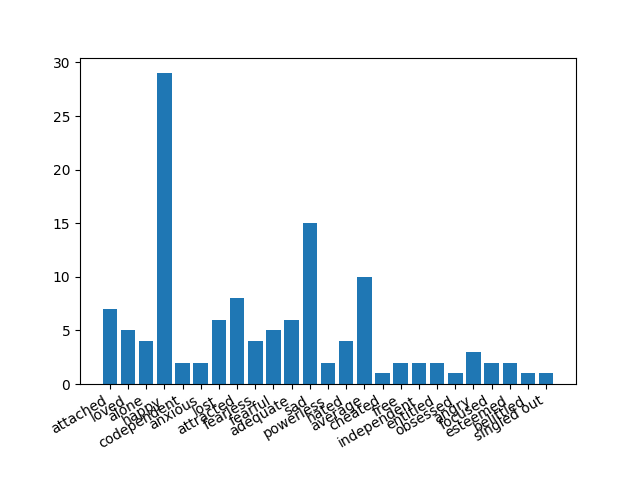 30
25
20
15
10
5
0
attached
loved
alone
happy
codependent
anxious
lost
attracted
fearless
fearful
adequate
sad
powerless
hated
average
cheated
free
independent
entitled
obsessed
angry
focused
esteemed
belittled
singled out